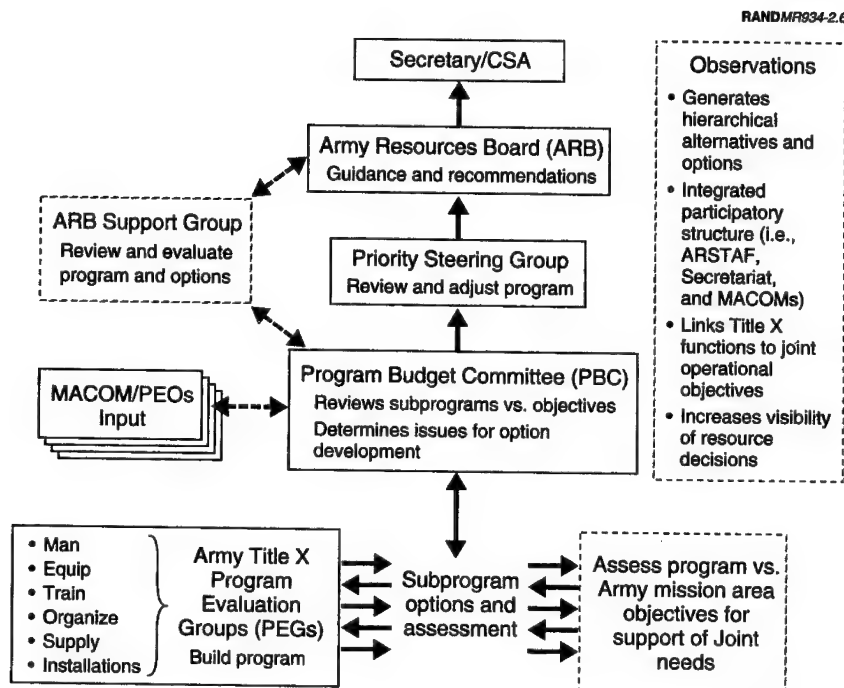 RANDMR934-2.6
Secretary/CSA
Army Resources Board (ARB)
Guidance and recommendations
ARB Support Group
Review and evaluate
program and options
Priority Steering Group
Review and adjust program
MACOM/PEOs
Input
Program Budget Committee (PBC)
Reviews subprograms vs. objectives
Determines issues for option
development
Observations
• Generates
hierarchical
alternatives and
options
• Integrated
participatory
structure (i.e.,
ARSTAF,
Secretariat,
and MACOMs)
• Links Title X
functions to joint
operational
objectives
• Increases visibility
of resource
decisions
• Man
• Equip
• Train
• Organize
• Supply
• Installations
Army Title X
Program
Evaluation
Groups (PEGs)
Build program
Subprogram
options and
assessment
Assess program vs.
Army mission area
objectives for
support of Joint
needs